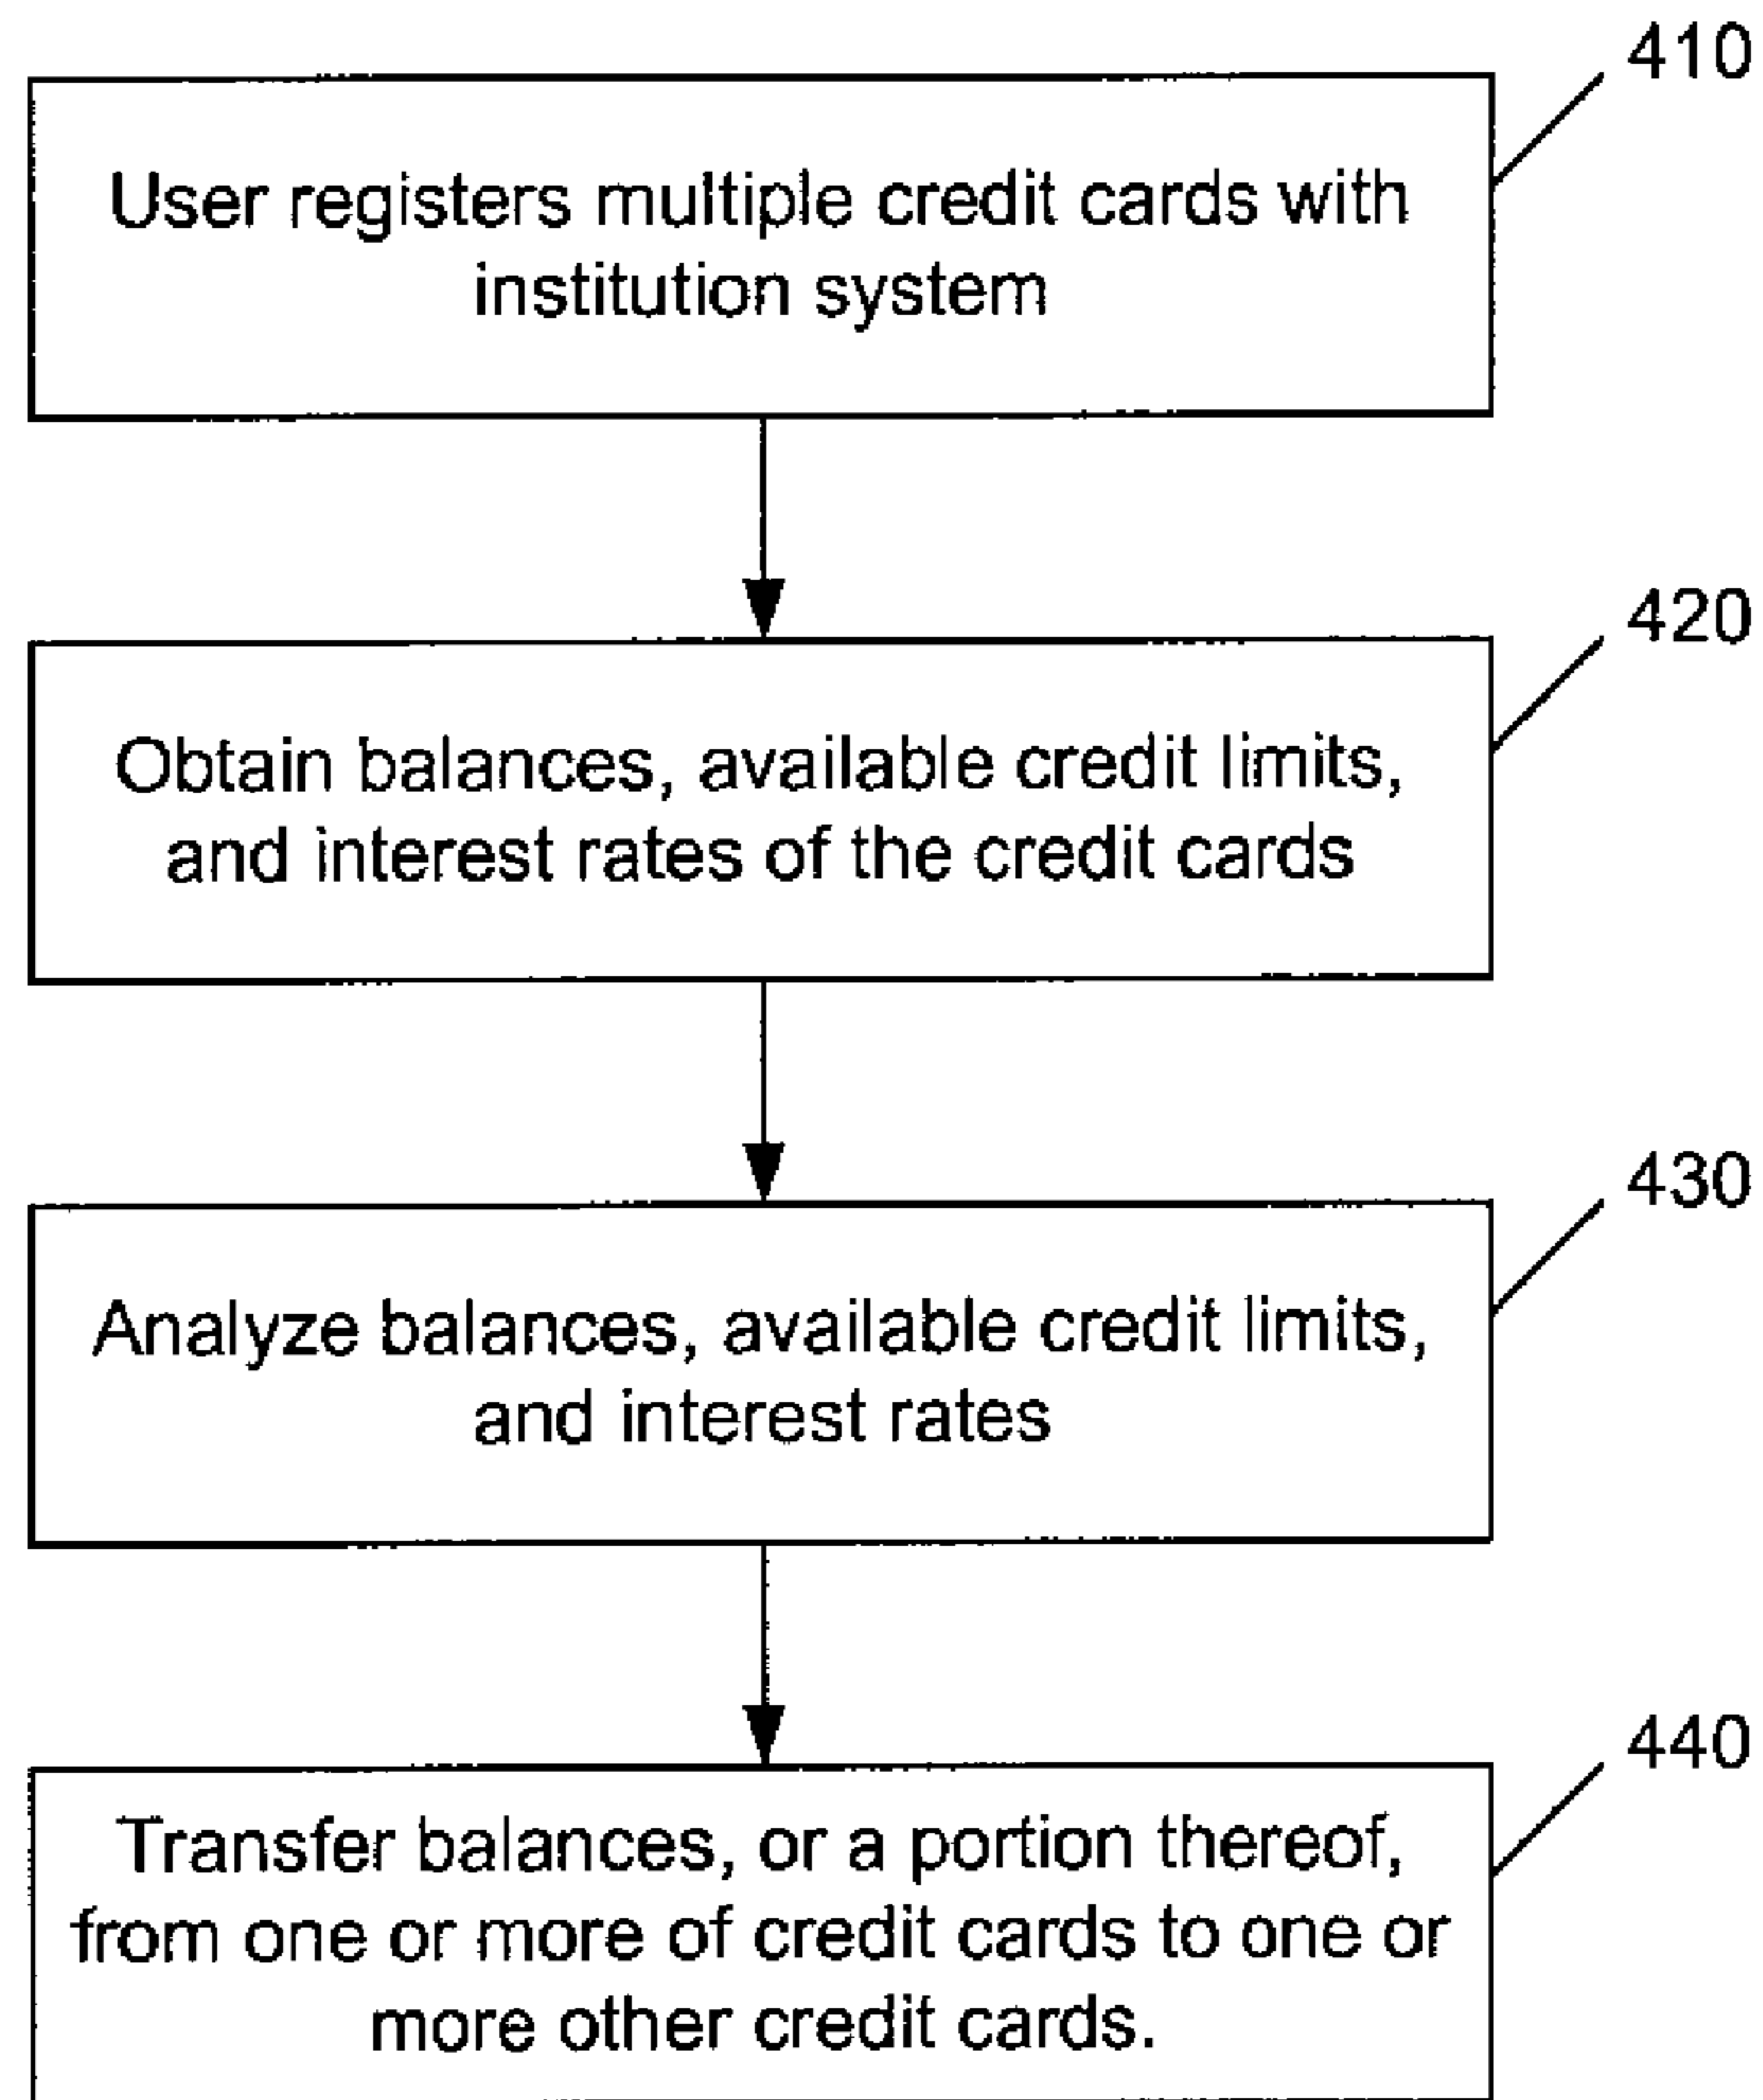 410
User registers multiple credit cards with
institution system
420
Obtain balances, available credit limits,
and interest rates of the credit cards
430
Analyze balances, available credit limits,
and interest rates
440
Transfer balances, or a portion thereof,
from one or more of credit cards to one or
more other credit cards.